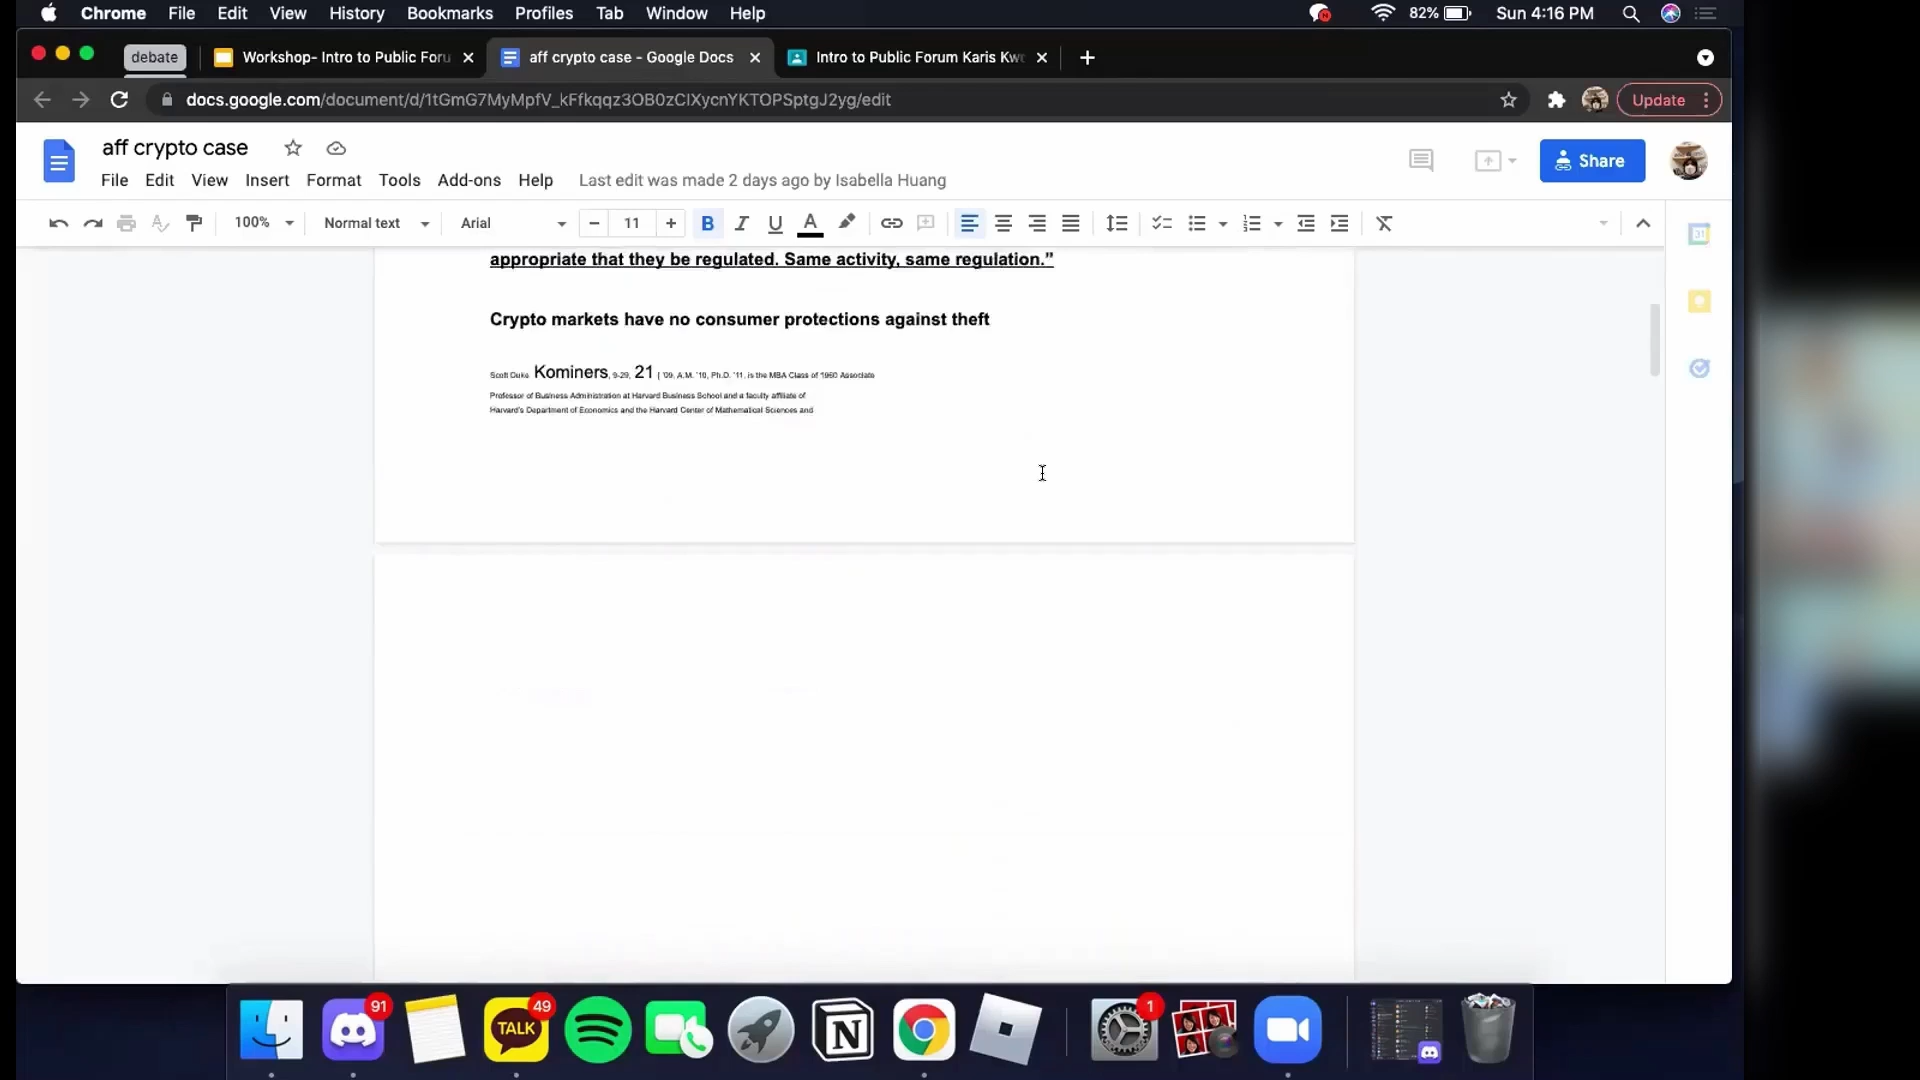 Chrome File Edit View History Bookmarks Profiles Tab Window Help 82% Sun 4:16 PM
debate Workshop- Intro to Public Foru aff crypto case - Google Docs Intro to Public Forum Karis Kw
docs.google.com/document/d/1tGmG7MyMpfV_kFfkqqz3OB0zCIXycnYKTOPSptgJ2yg/edit Update
aff crypto case
Share
File Edit View Insert Format Tools Add-ons Help Last edit was made 2 days ago by Isabella Huang
100% Normal text Arial 11 B I U A
31
appropriate that they be regulated. Same activity, same regulation.”
Crypto markets have no consumer protections against theft
Scott Duke Kominers, 9-29, 21 | '09, A.M. '10, Ph.D. '11, is the MBA Class of 1960 Associate
Professor of Business Administration at Harvard Business School and a faculty affiliate of
Harvard's Department of Economics and the Harvard Center of Mathematical Sciences and
91 49 1
TALK